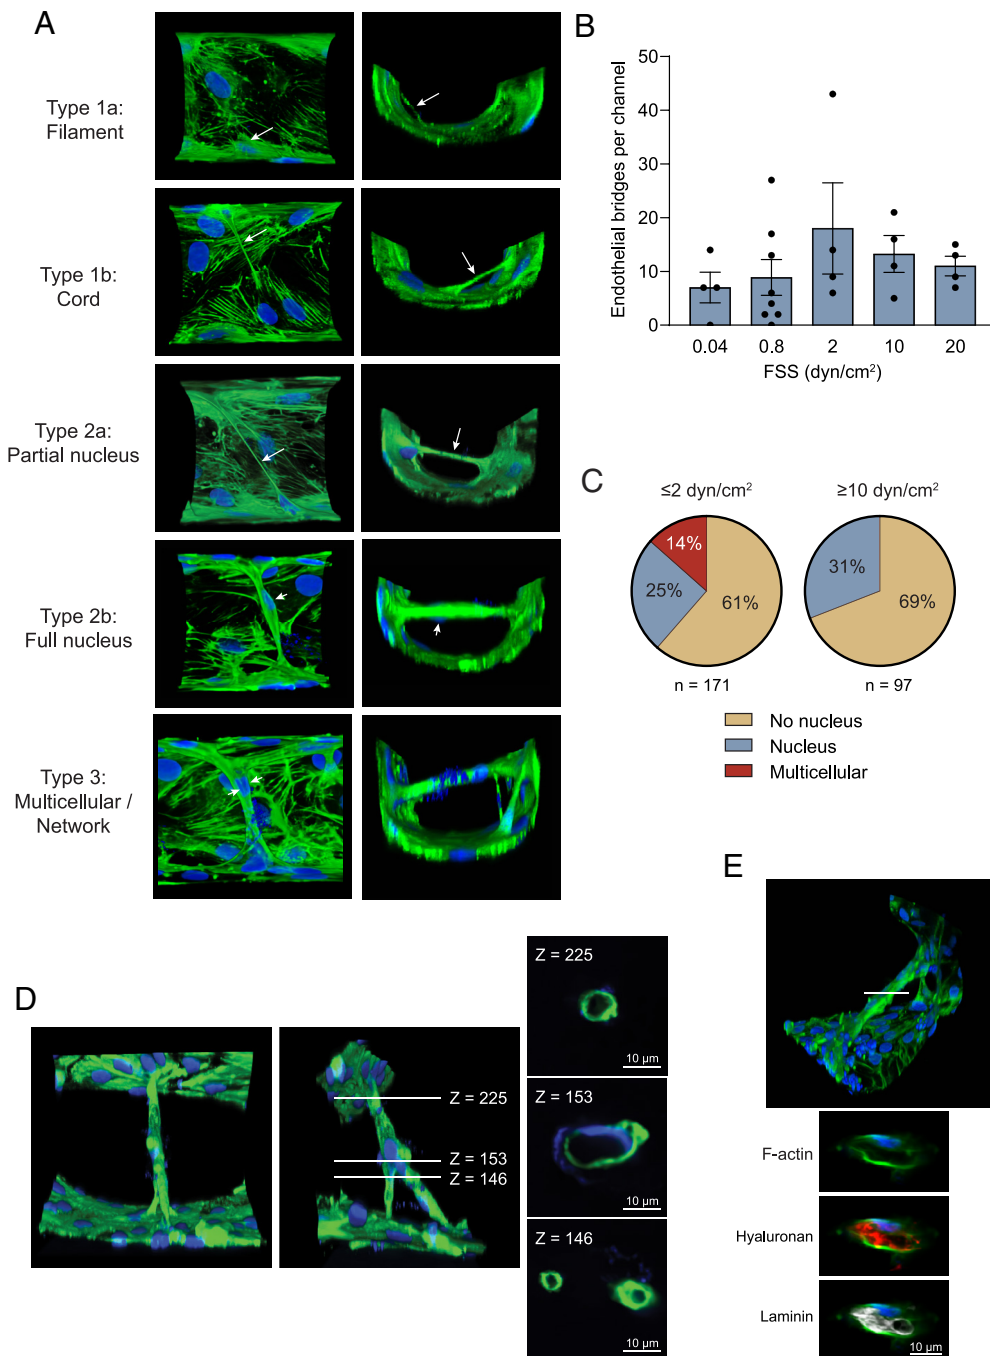 A
Type 1a:
Filament
Type 1b:
Cord
Type 2a:
Partial nucleus
Type 2b:
Full nucleus
Type 3:
Multicellular /
Network
B
Endothelial bridges per channel
50
40
30
20
10
0
0.04 0.8 2 10 20
FSS (dyn/cm²)
C
≤2 dyn/cm² ≥10 dyn/cm²
14%
25%
61%
31%
69%
n = 171 n = 97
No nucleus
Nucleus
Multicellular
D
Z = 225
Z = 153
Z = 146
Z = 225
10 µm
Z = 153
10 µm
Z = 146
10 µm
E
F-actin
Hyaluronan
Laminin
10 µm